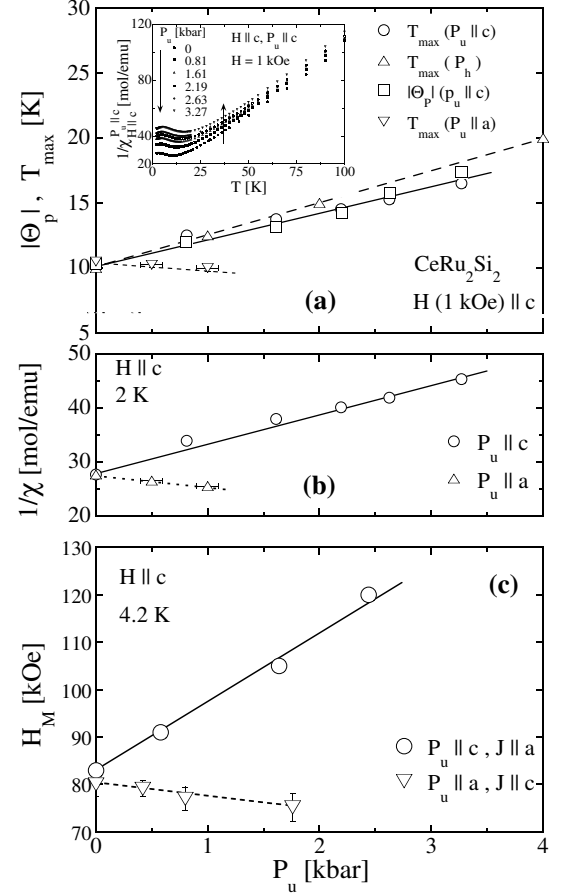 30
25
20
15
10
5
|Θp|, Tmax [K]
120
100
80
60
40
20
1/χ^{Pu || c}_{H || c} [mol/emu]
Pu [kbar]
0
0.81
1.61
2.19
2.63
3.27
H || c, Pu || c
H = 1 kOe
0 25 50 75 100
T [K]
Tmax (Pu || c)
Tmax ( Ph )
|ΘP| (pu || c)
Tmax (Pu || a)
CeRu2Si2
(a)
H (1 kOe) || c
50
40
30
20
1/χ [mol/emu]
H || c
2 K
(b)
Pu || c
Pu || a
130
120
110
100
90
80
70
HM [kOe]
H || c
4.2 K
(c)
Pu || c , J || a
Pu || a , J || c
0 1 2 3 4
Pu [kbar]